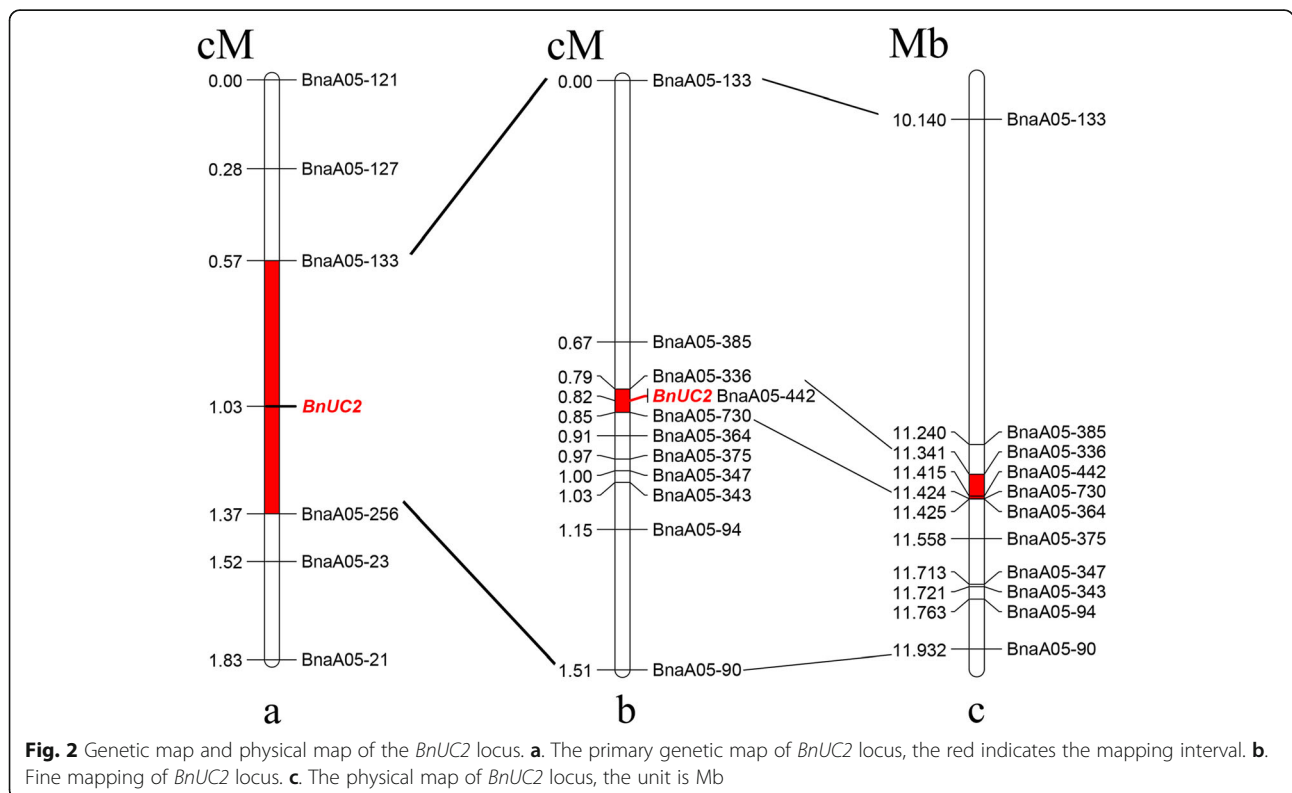 cM
0.00 BnaA05-121
0.28 BnaA05-127
0.57 BnaA05-133
1.03 BnUC2
1.37 BnaA05-256
1.52 BnaA05-23
1.83 BnaA05-21
a
cM
0.00 BnaA05-133
0.67 BnaA05-385
0.79 BnaA05-336
0.82 BnUC2 BnaA05-442
0.85 BnaA05-730
0.91 BnaA05-364
0.97 BnaA05-375
1.00 BnaA05-347
1.03 BnaA05-343
1.15 BnaA05-94
1.51 BnaA05-90
b
Mb
10.140 BnaA05-133
11.240 BnaA05-385
11.341 BnaA05-336
11.415 BnaA05-442
11.424 BnaA05-730
11.425 BnaA05-364
11.558 BnaA05-375
11.713 BnaA05-347
11.721 BnaA05-343
11.763 BnaA05-94
11.932 BnaA05-90
c
Fig. 2 Genetic map and physical map of the BnUC2 locus. a. The primary genetic map of BnUC2 locus, the red indicates the mapping interval. b.
Fine mapping of BnUC2 locus. c. The physical map of BnUC2 locus, the unit is Mb